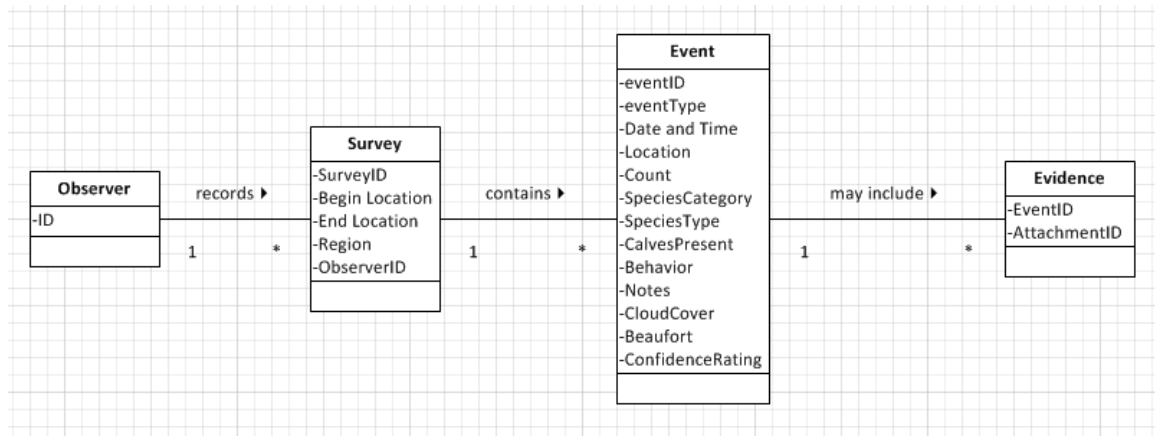 Observer
-ID
records ▶
1
*
Survey
-SurveyID
-Begin Location
-End Location
-Region
-ObserverID
contains ▶
1
*
Event
-eventID
-eventType
-Date and Time
-Location
-Count
-SpeciesCategory
-SpeciesType
-CalvesPresent
-Behavior
-Notes
-CloudCover
-Beaufort
-ConfidenceRating
may include ▶
1
*
Evidence
-EventID
-AttachmentID